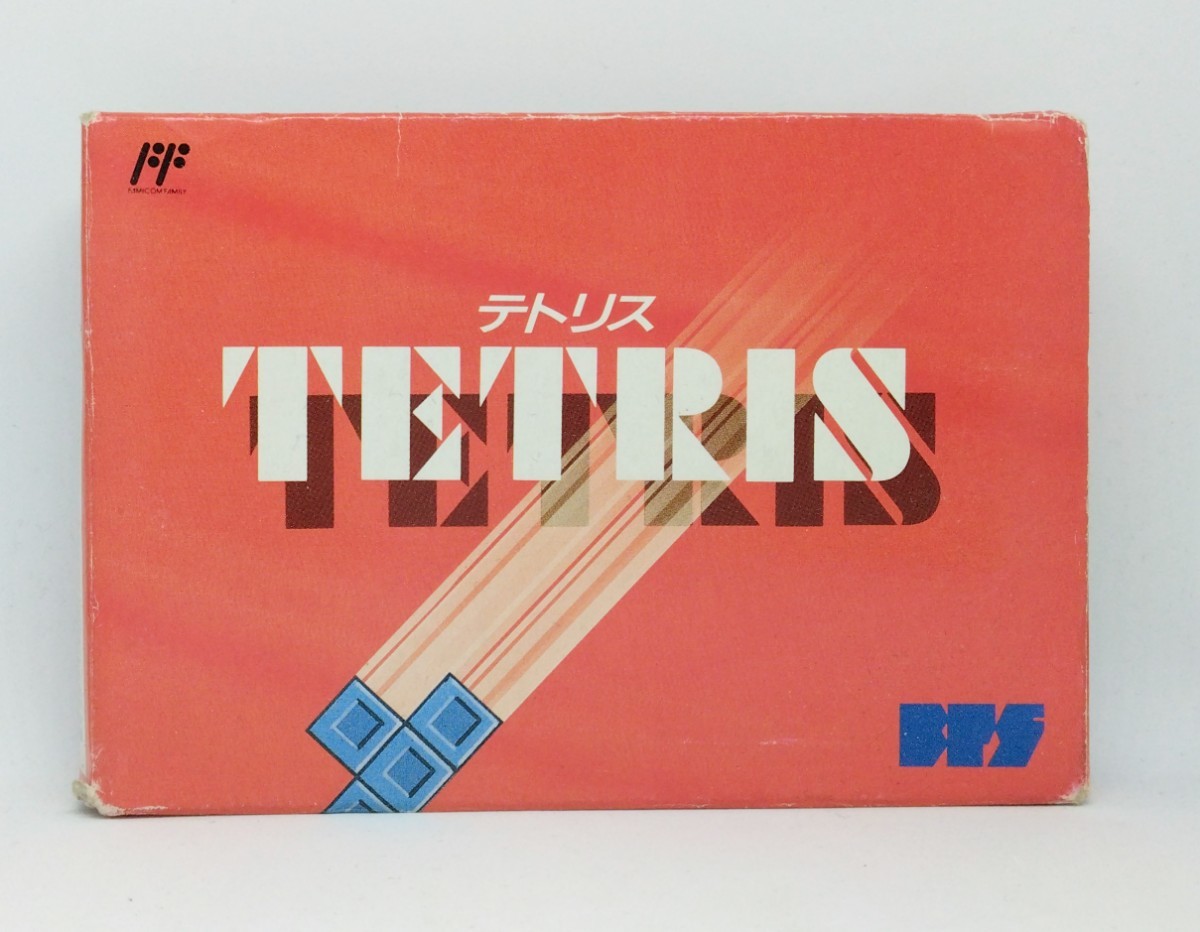 FAMICOM FAMILY
テトリス
TETRIS
BPS